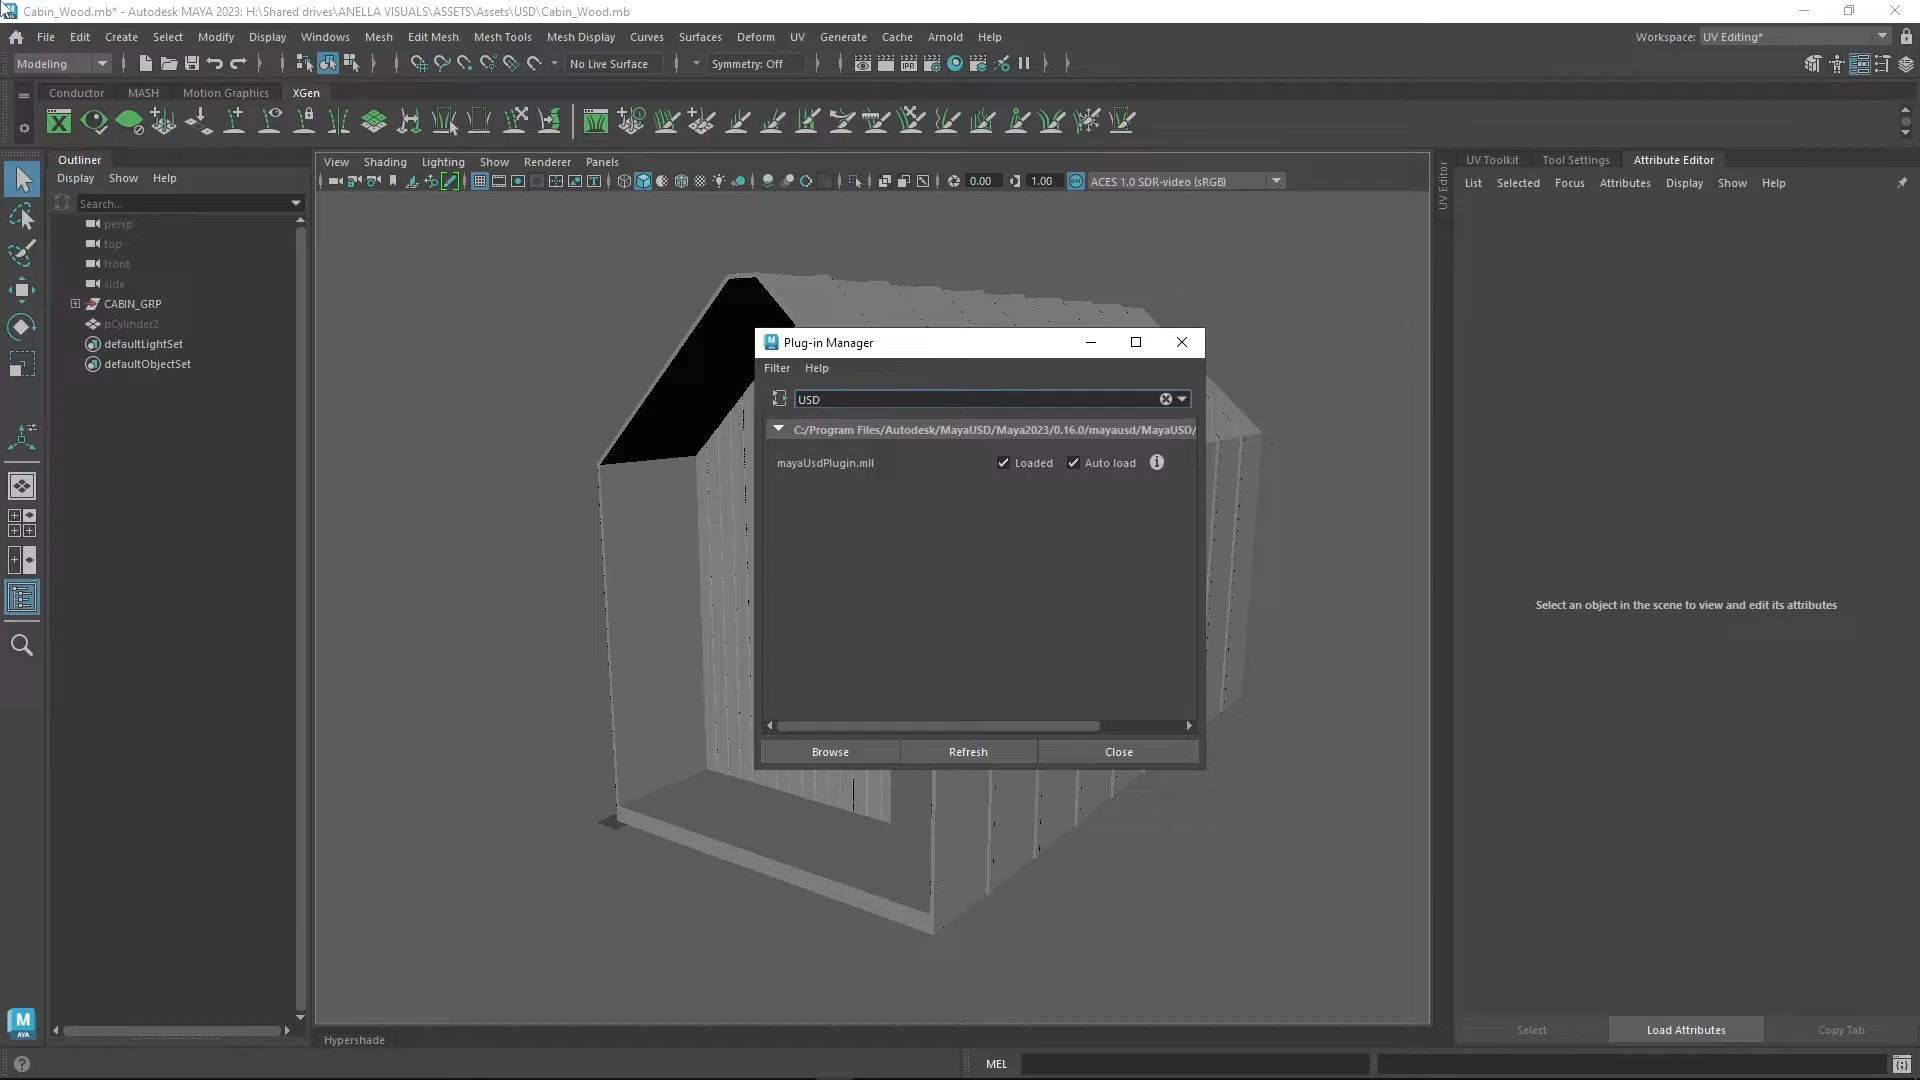 Cabin_Wood.mb* - Autodesk MAYA 2023: H:\Shared drives\ANELLA VISUALS\ASSETS\Assets\USD\Cabin_Wood.mb
File Edit Create Select Modify Display Windows Mesh Edit Mesh Mesh Tools Mesh Display Curves Surfaces Deform UV Generate Cache Arnold Help
Workspace: UV Editing*
Modeling
No Live Surface
Symmetry: Off
IPR
Conductor MASH Motion Graphics XGen
Outliner
Display Show Help
Search...
persp
top
front
side
CABIN_GRP
pCylinder2
defaultLightSet
defaultObjectSet
View Shading Lighting Show Renderer Panels
0.00
1.00
ON
ACES 1.0 SDR-video (sRGB)
Plug-in Manager
Filter Help
USD
C:/Program Files/Autodesk/MayaUSD/Maya2023/0.16.0/mayausd/MayaUSD/
mayaUsdPlugin.mll Loaded Auto load
Browse Refresh Close
UV Editor
UV Toolkit Tool Settings Attribute Editor
List Selected Focus Attributes Display Show Help
Select an object in the scene to view and edit its attributes
Select Load Attributes Copy Tab
M
AYA
Hypershade
MEL